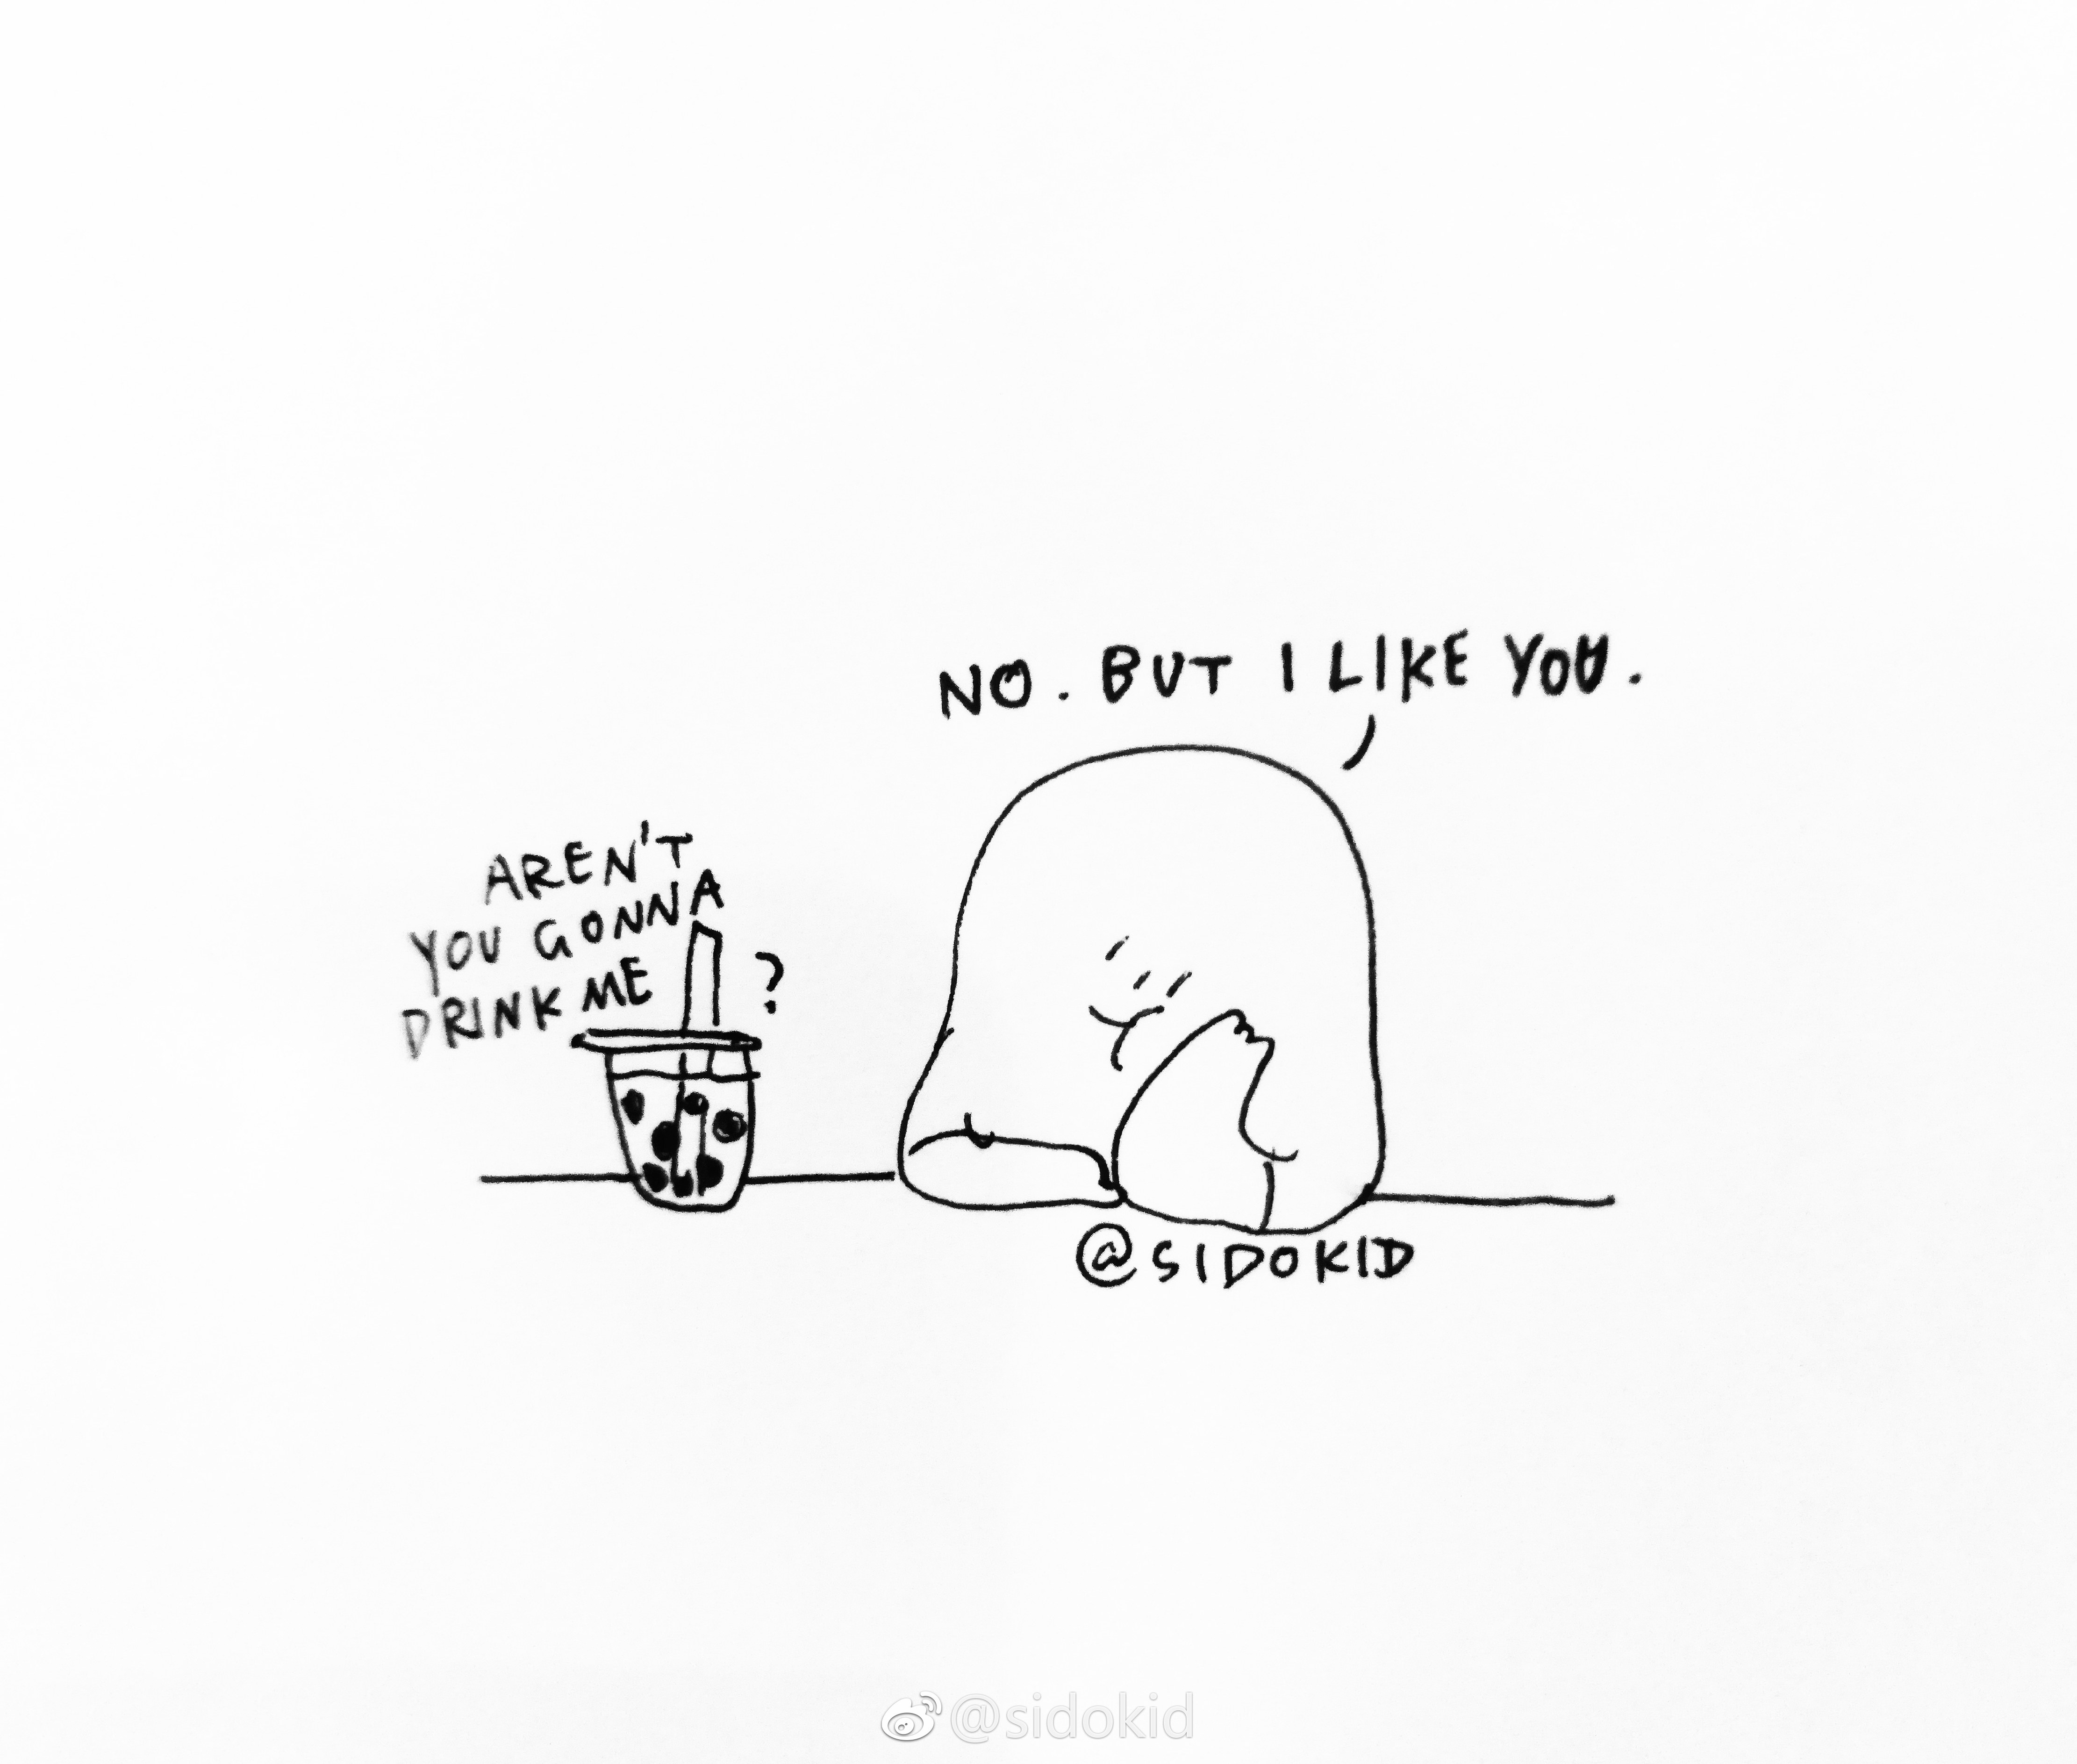 NO. BUT I LIKE YOU.
AREN'T
YOU GONNA
DRINK ME ?
@SIDOKID
@sidokid